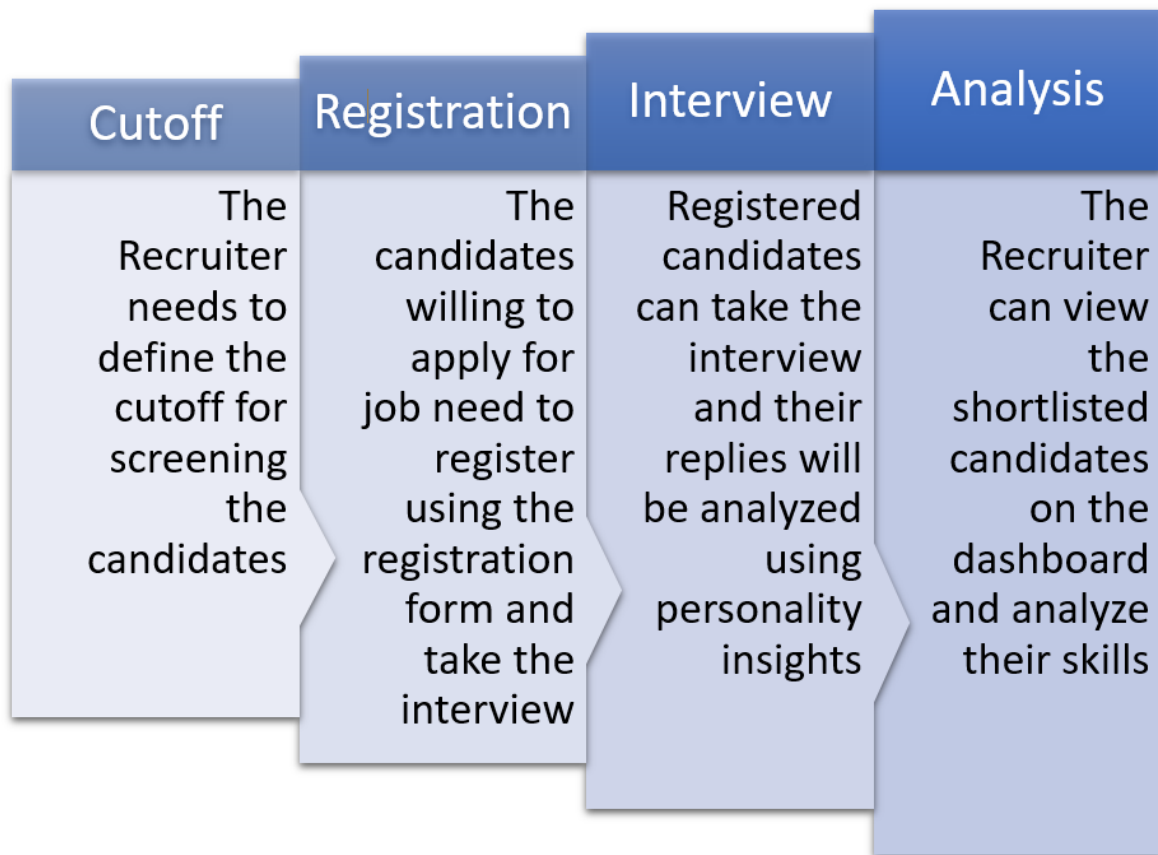 Cutoff
The
Recruiter
needs to
define the
cutoff for
screening
the
candidates
Registration
The
candidates
willing to
apply for
job need to
register
using the
registration
form and
take the
interview
Interview
Registered
candidates
can take the
interview
and their
replies will
be analyzed
using
personality
insights
Analysis
The
Recruiter
can view
the
shortlisted
candidates
on the
dashboard
and analyze
their skills